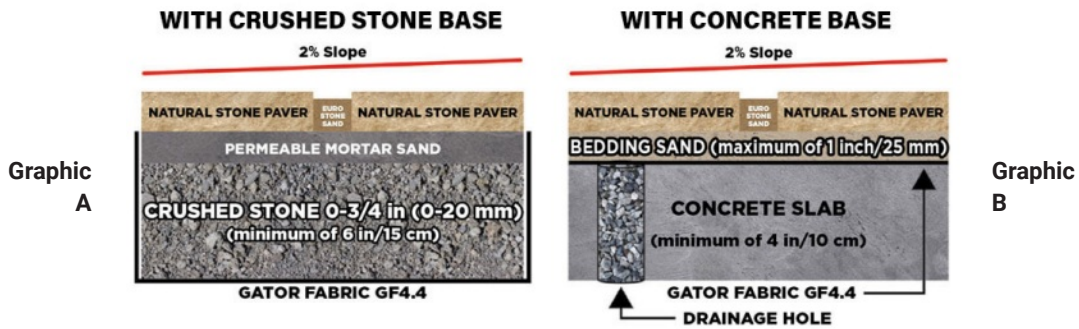 WITH CRUSHED STONE BASE
2% Slope
NATURAL STONE PAVER
EURO
STONE
SAND
NATURAL STONE PAVER
PERMEABLE MORTAR SAND
CRUSHED STONE 0-3/4 in (0-20 mm)
(minimum of 6 in/15 cm)
GATOR FABRIC GF4.4
Graphic
A
WITH CONCRETE BASE
2% Slope
NATURAL STONE PAVER
EURO
STONE
SAND
NATURAL STONE PAVER
BEDDING SAND (maximum of 1 inch/25 mm)
CONCRETE SLAB
(minimum of 4 in/10 cm)
GATOR FABRIC GF4.4
DRAINAGE HOLE
Graphic
B